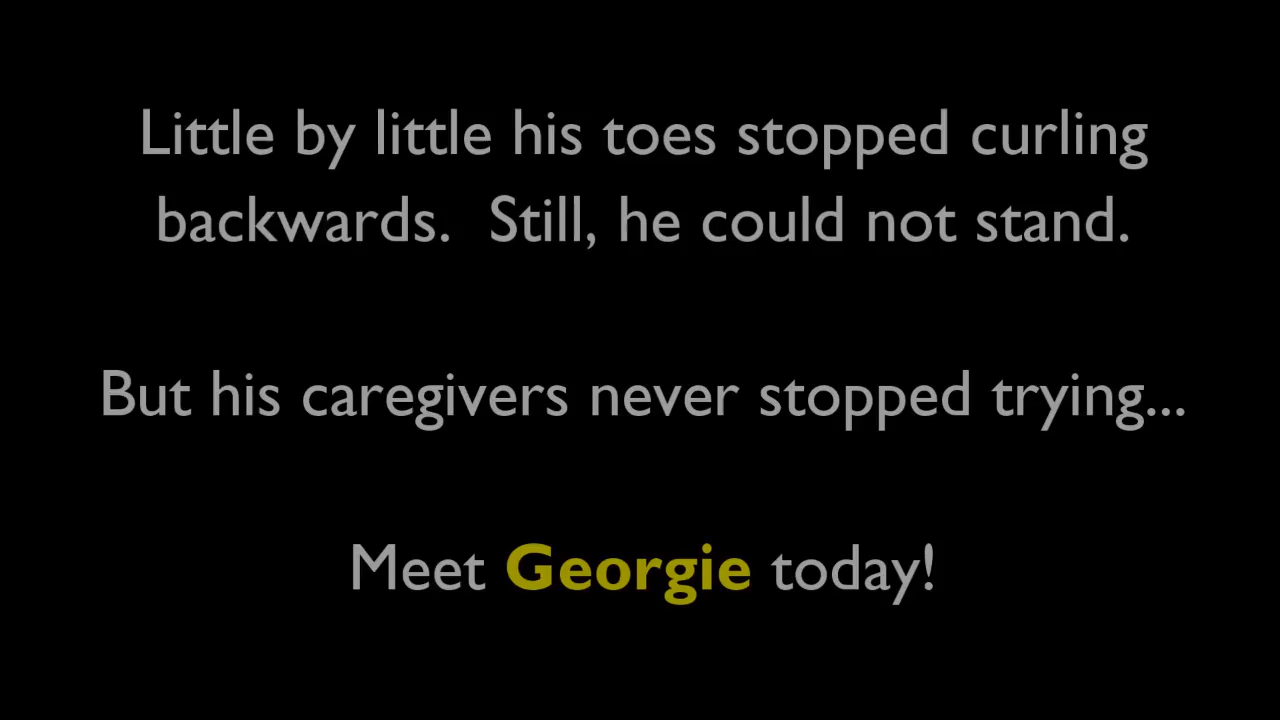 Little by little his toes stopped curling
backwards.  Still, he could not stand.
But his caregivers never stopped trying...
Meet Georgie today!